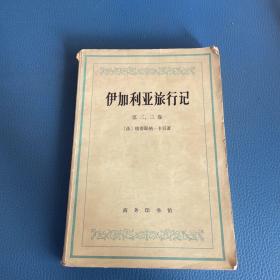 伊加利亚旅行记
第二、三卷
〔法〕埃蒂耶纳·卡贝著
商务印书馆